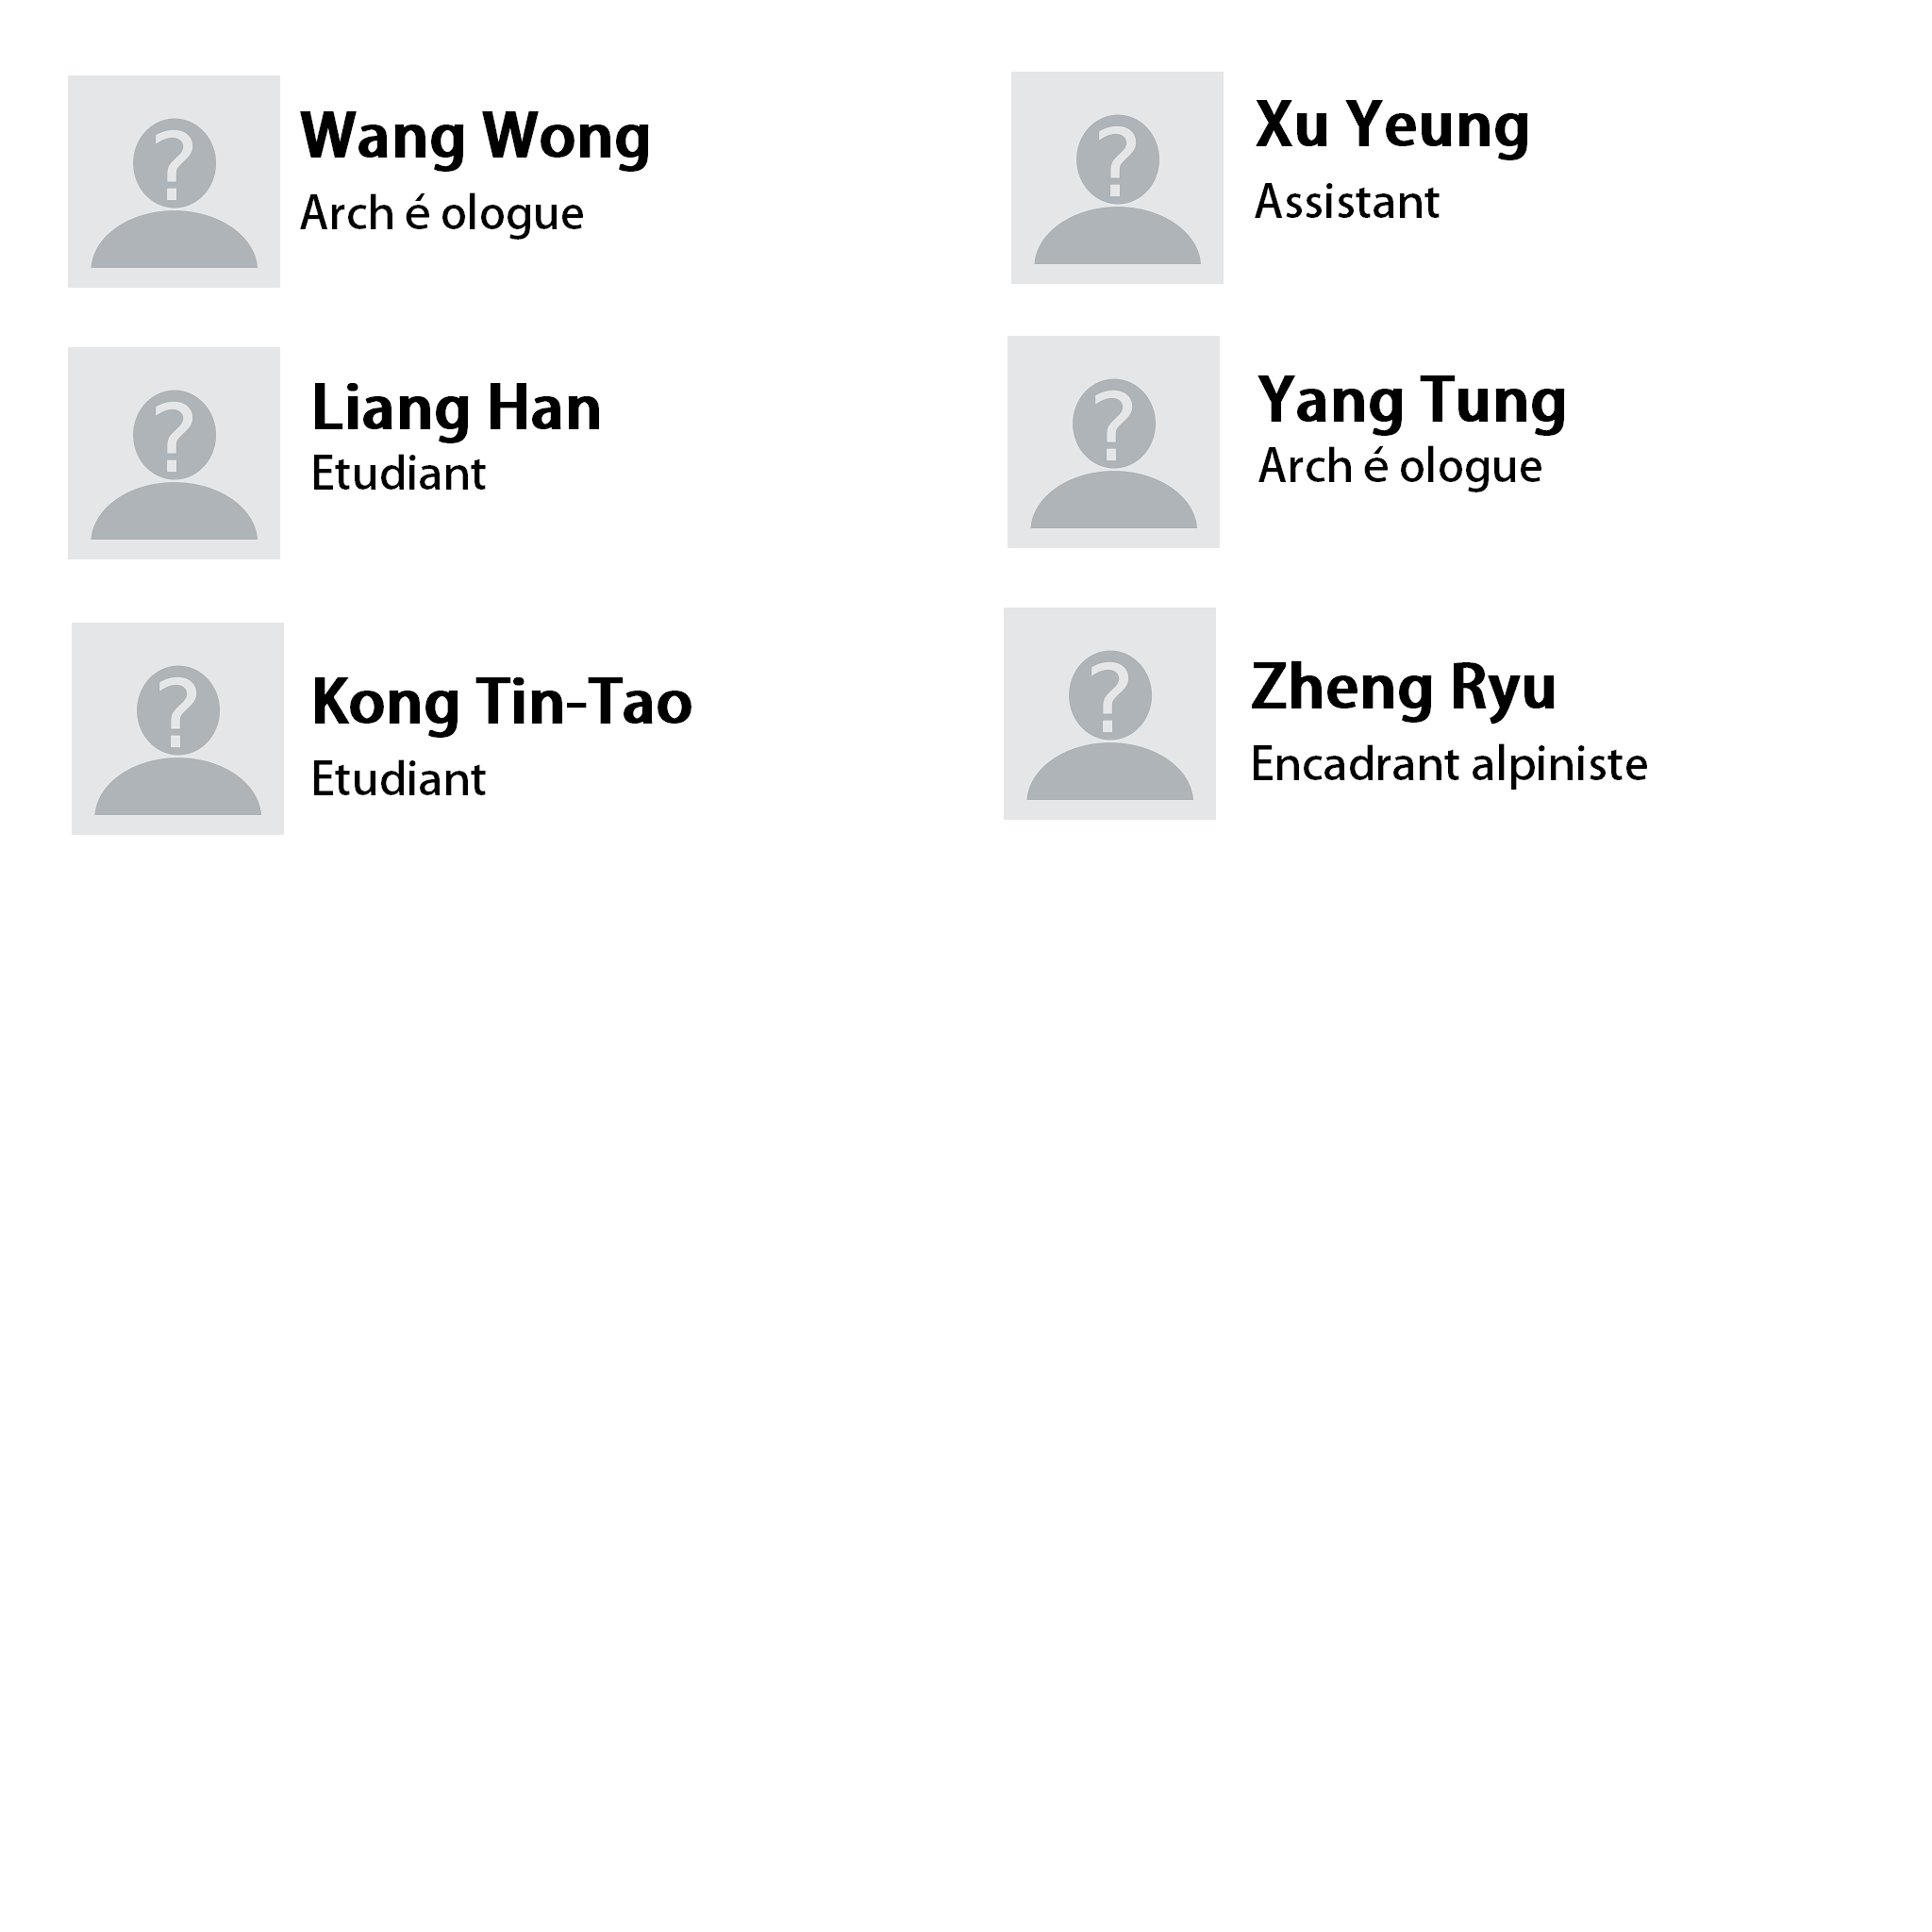 Wang Wong
Arch é ologue
Xu Yeung
Assistant
Liang Han
Etudiant
Yang Tung
Arch é ologue
Kong Tin-Tao
Etudiant
Zheng Ryu
Encadrant alpiniste